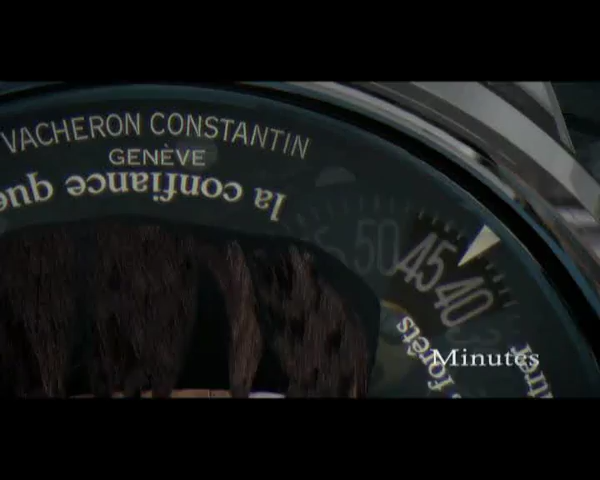 VACHERON CONSTANTIN
GENÈVE
la confiance que
50 45 40
forêts
Minutes